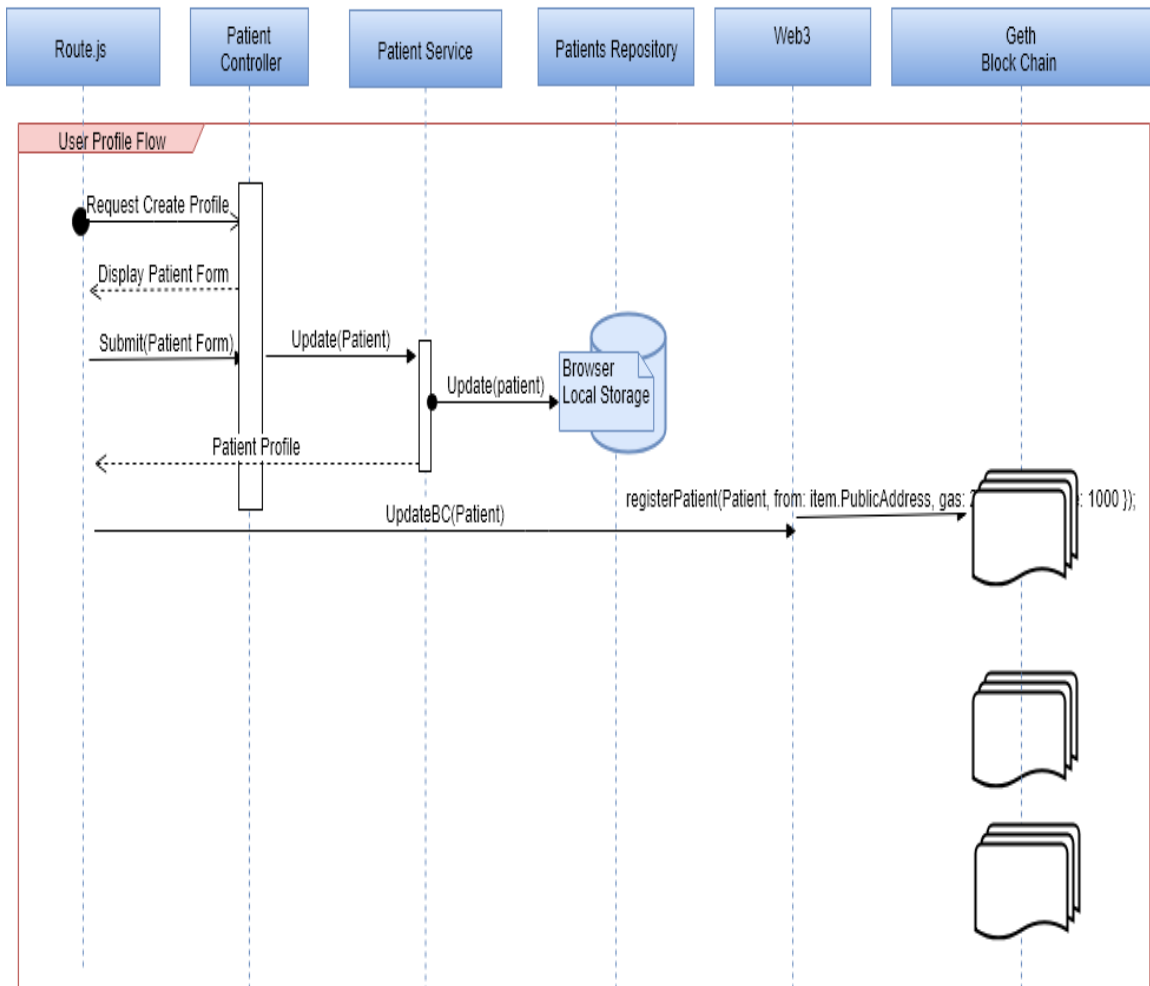 Route.js
Patient
Controller
Patient Service
Patients Repository
Web3
Geth
Block Chain
User Profile Flow
Request Create Profile
Display Patient Form
Submit(Patient Form)
Update(Patient)
Update(patient)
Browser
Local Storage
Patient Profile
registerPatient(Patient, from: item.PublicAddress, gas: : 1000 });
UpdateBC(Patient)